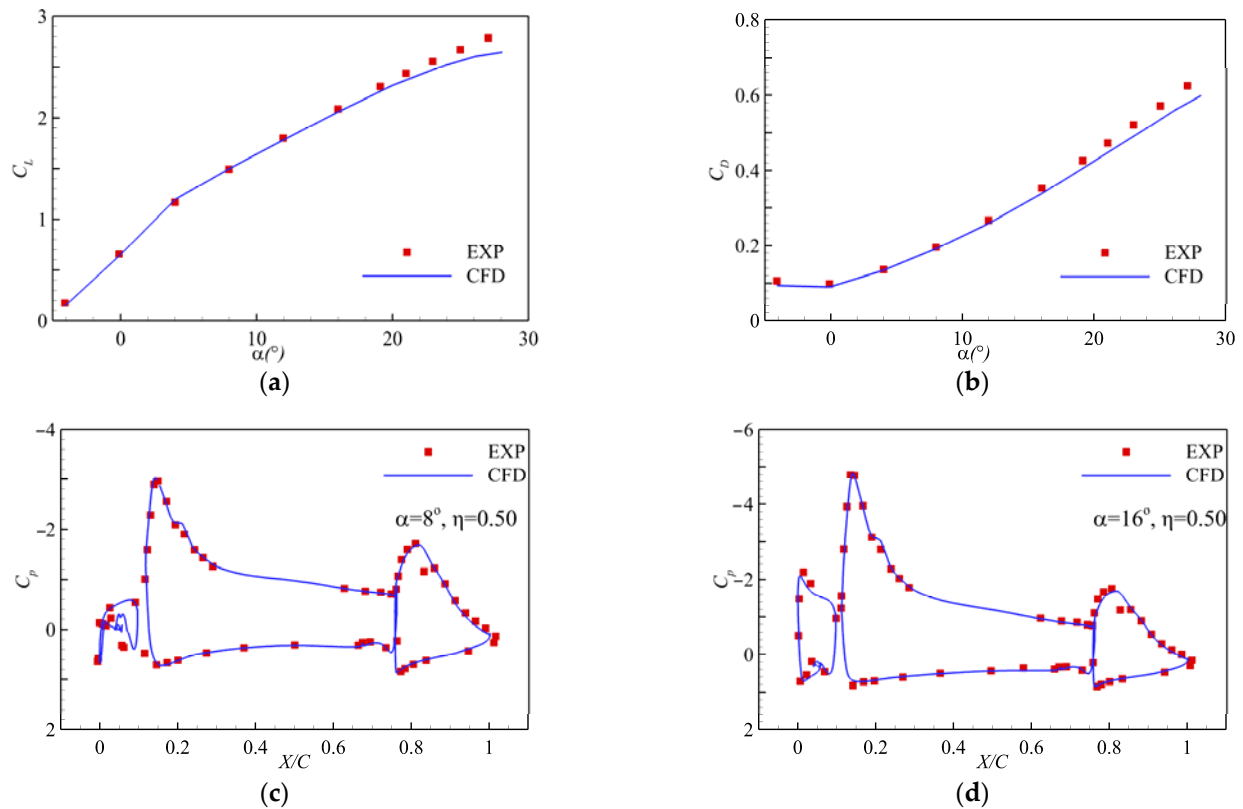 3
2
1
0
C_L
0
10
20
30
α(°)
EXP
CFD
(a)
0.8
0.6
0.4
0.2
0
C_D
0
10
20
30
α(°)
EXP
CFD
(b)
−4
−2
0
2
C_p
0
0.2
0.4
0.6
0.8
1
X/C
EXP
CFD
α=8°, η=0.50
(c)
−6
−4
−2
0
2
C_p
0
0.2
0.4
0.6
0.8
1
X/C
EXP
CFD
α=16°, η=0.50
(d)